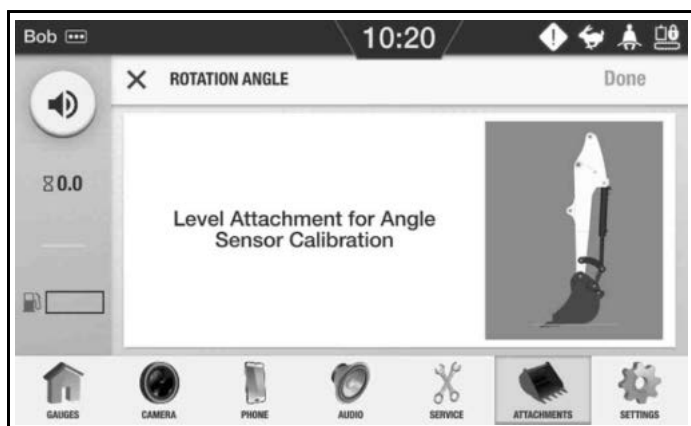 Bob
10:20
ROTATION ANGLE
Done
0.0
Level Attachment for Angle
Sensor Calibration
GAUGES
CAMERA
PHONE
AUDIO
SERVICE
ATTACHMENTS
SETTINGS